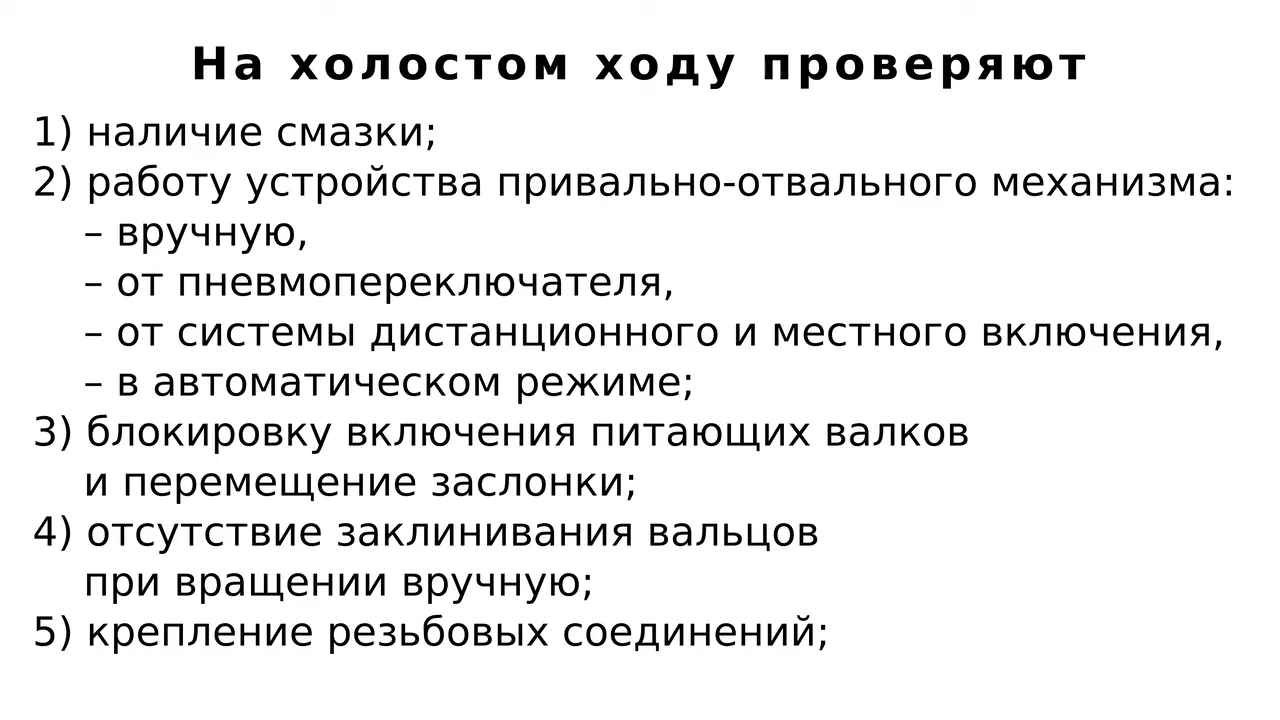 На холостом ходу проверяют
1) наличие смазки;
2) работу устройства привально-отвального механизма:
– вручную,
– от пневмопереключателя,
– от системы дистанционного и местного включения,
– в автоматическом режиме;
3) блокировку включения питающих валков
и перемещение заслонки;
4) отсутствие заклинивания вальцов
при вращении вручную;
5) крепление резьбовых соединений;